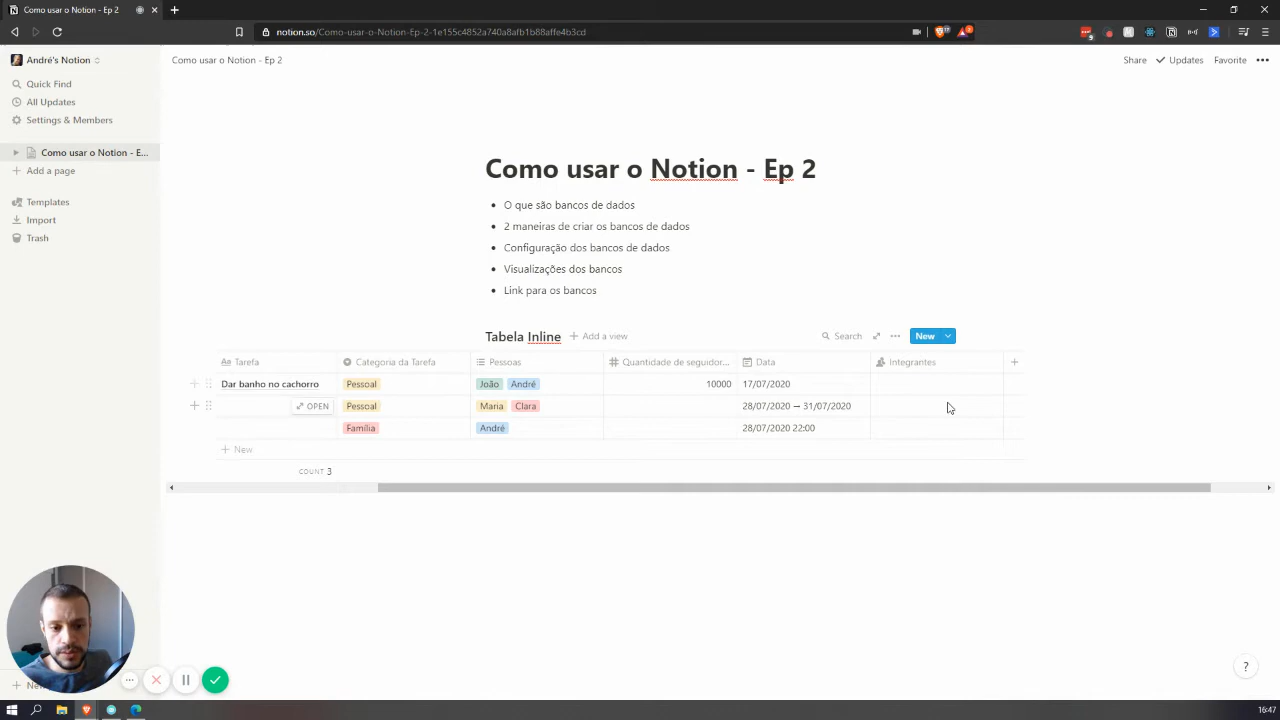 Como usar o Notion - Ep 2
notion.so/Como-usar-o-Notion-Ep-2-1e155c4852a740a8afb1b88affe4b3cd
André's Notion
Como usar o Notion - Ep 2
Share
Updates
Favorite
Quick Find
All Updates
Settings & Members
Como usar o Notion - E...
Add a page
Templates
Import
Trash
Como usar o Notion - Ep 2
O que são bancos de dados
2 maneiras de criar os bancos de dados
Configuração dos bancos de dados
Visualizações dos bancos
Link para os bancos
Tabela Inline
Add a view
Search
New
Tarefa Categoria da Tarefa Pessoas Quantidade de seguidor... Data Integrantes
Dar banho no cachorro Pessoal João André 10000 17/07/2020
OPEN Pessoal Maria Clara 28/07/2020 → 31/07/2020
Família André 28/07/2020 22:00
New
COUNT 3
?
16:47